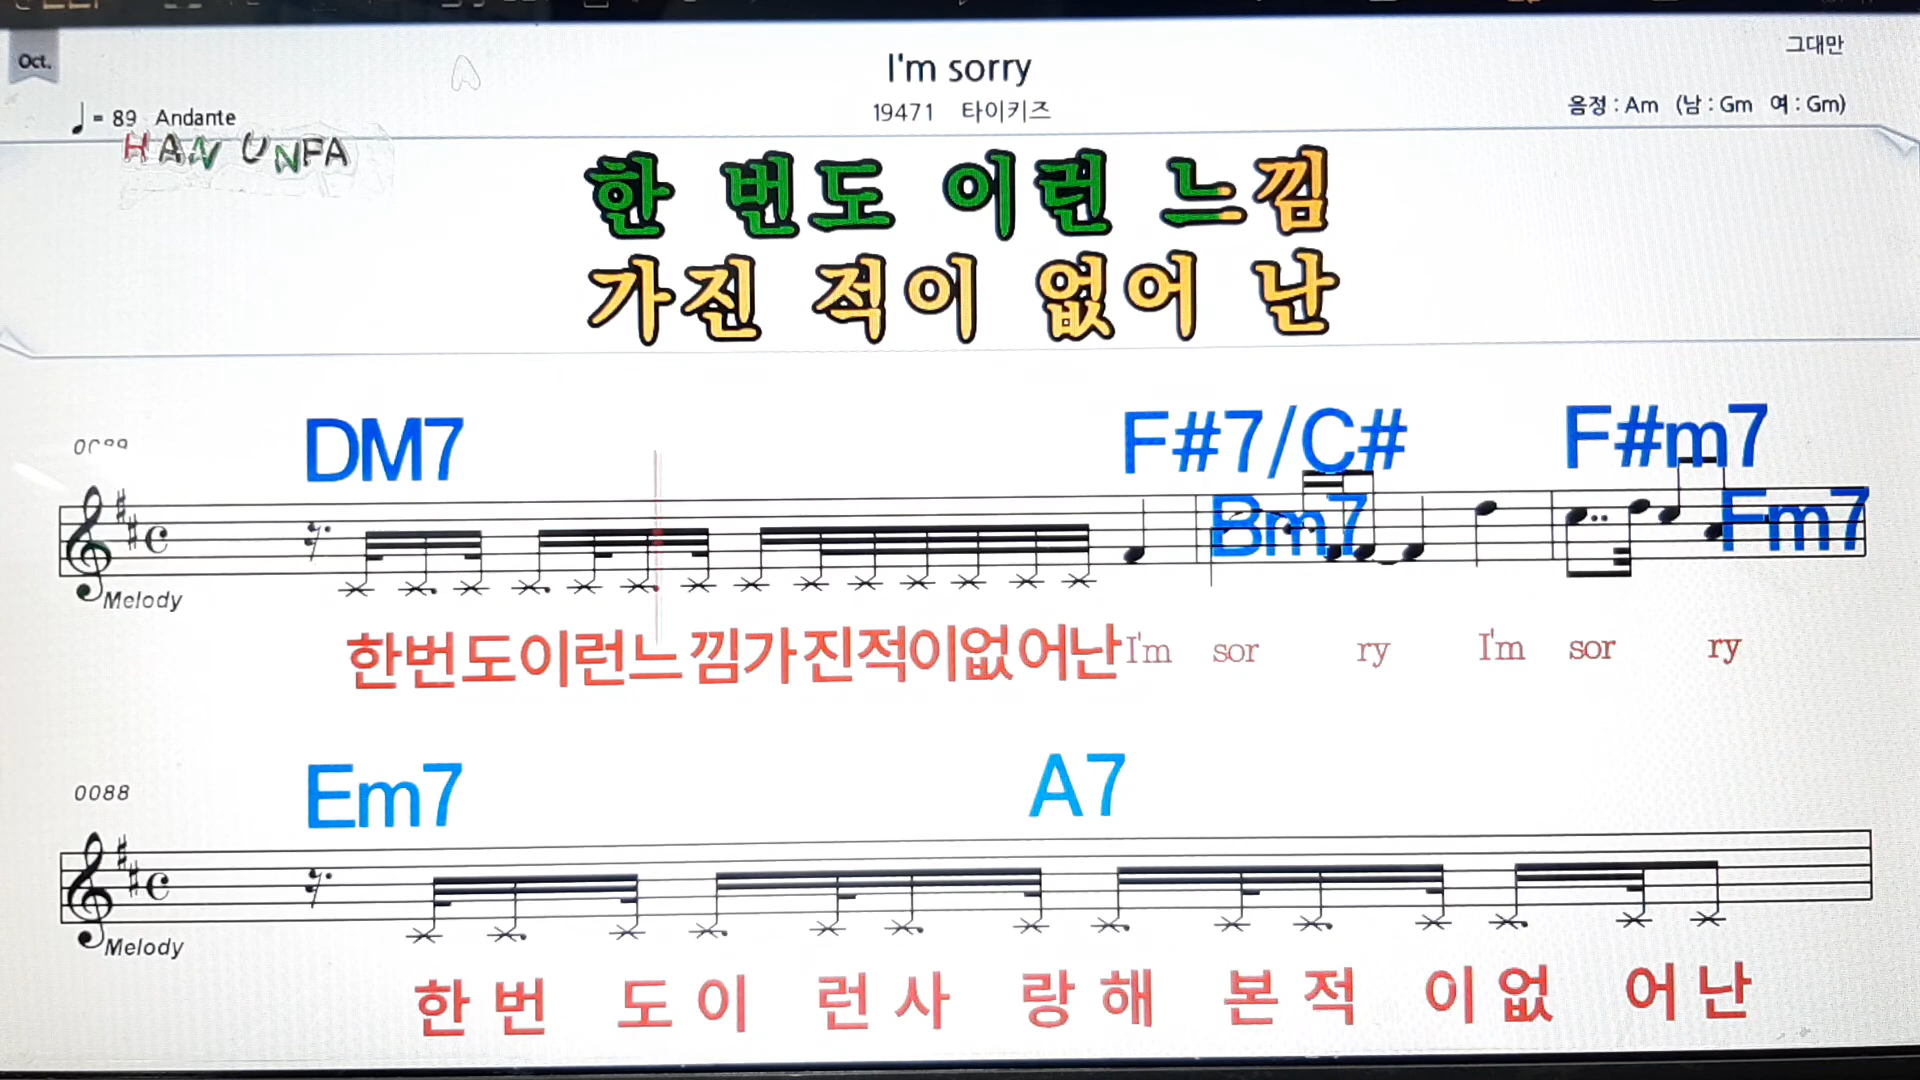 Oct.
I'm sorry
그대만
♩= 89 Andante
19471 타이키즈
음정 : Am (남 : Gm 여 : Gm)
HAN UNFA
A
한 번도 이런 느낌
가진 적이 없어 난
DM7 F#7/C# F#m7
Bm7 Fm7
Melody
한번도이런느낌가진적이없어난I'm sor ry I'm sor ry
Em7 A7
0088
Melody
한 번 도 이 런 사 랑 해 본 적 이 없 어 난